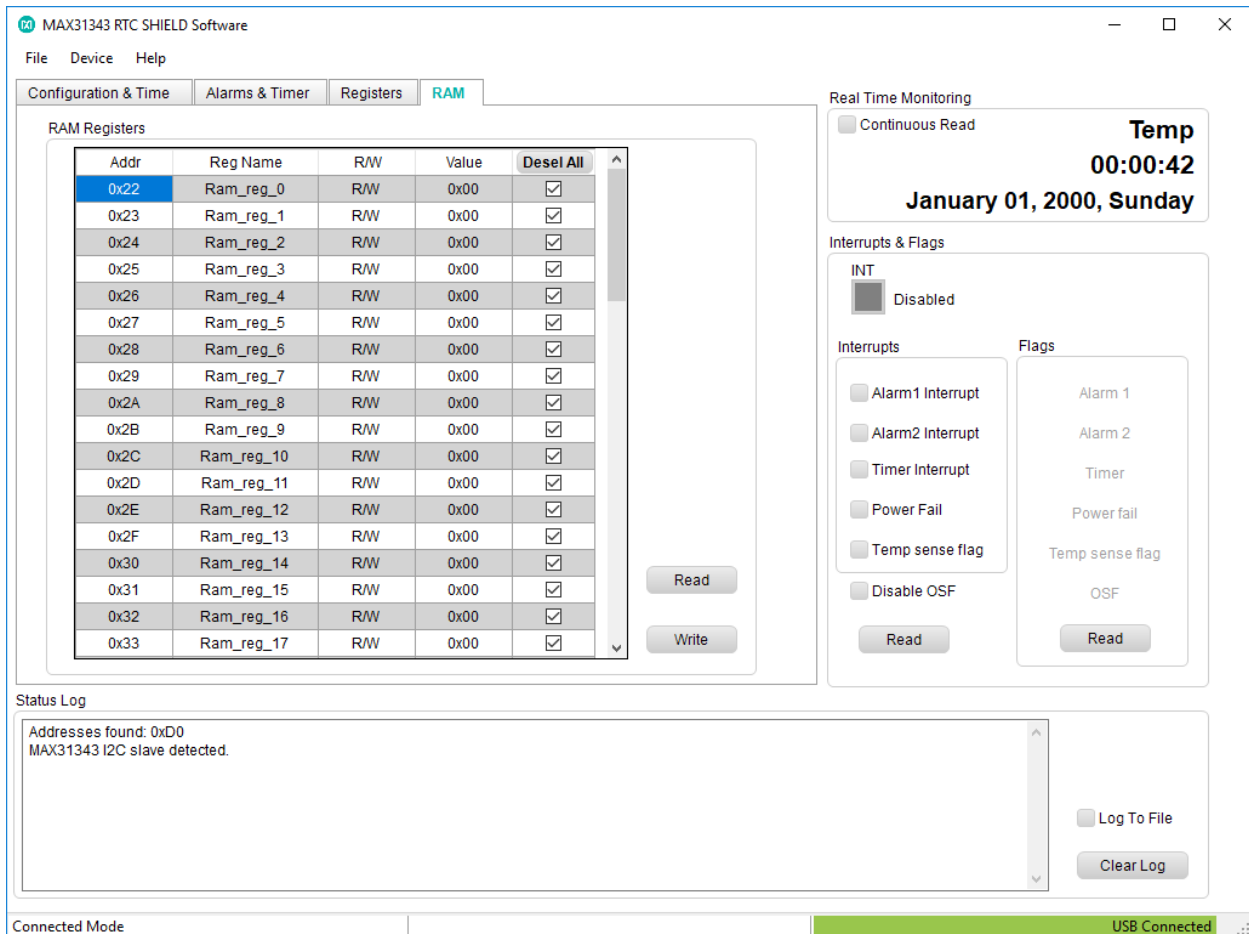 MAX31343 RTC SHIELD Software
File Device Help
Configuration & Time Alarms & Timer Registers RAM
RAM Registers
Addr Reg Name R/W Value Desel All
0x22 Ram_reg_0 R/W 0x00
0x23 Ram_reg_1 R/W 0x00
0x24 Ram_reg_2 R/W 0x00
0x25 Ram_reg_3 R/W 0x00
0x26 Ram_reg_4 R/W 0x00
0x27 Ram_reg_5 R/W 0x00
0x28 Ram_reg_6 R/W 0x00
0x29 Ram_reg_7 R/W 0x00
0x2A Ram_reg_8 R/W 0x00
0x2B Ram_reg_9 R/W 0x00
0x2C Ram_reg_10 R/W 0x00
0x2D Ram_reg_11 R/W 0x00
0x2E Ram_reg_12 R/W 0x00
0x2F Ram_reg_13 R/W 0x00
0x30 Ram_reg_14 R/W 0x00
0x31 Ram_reg_15 R/W 0x00
0x32 Ram_reg_16 R/W 0x00
0x33 Ram_reg_17 R/W 0x00
Read
Write
Real Time Monitoring
Continuous Read
Temp
00:00:42
January 01, 2000, Sunday
Interrupts & Flags
INT
Disabled
Interrupts
Alarm1 Interrupt
Alarm2 Interrupt
Timer Interrupt
Power Fail
Temp sense flag
Disable OSF
Read
Flags
Alarm 1
Alarm 2
Timer
Power fail
Temp sense flag
OSF
Read
Status Log
Addresses found: 0xD0
MAX31343 I2C slave detected.
Log To File
Clear Log
Connected Mode
USB Connected